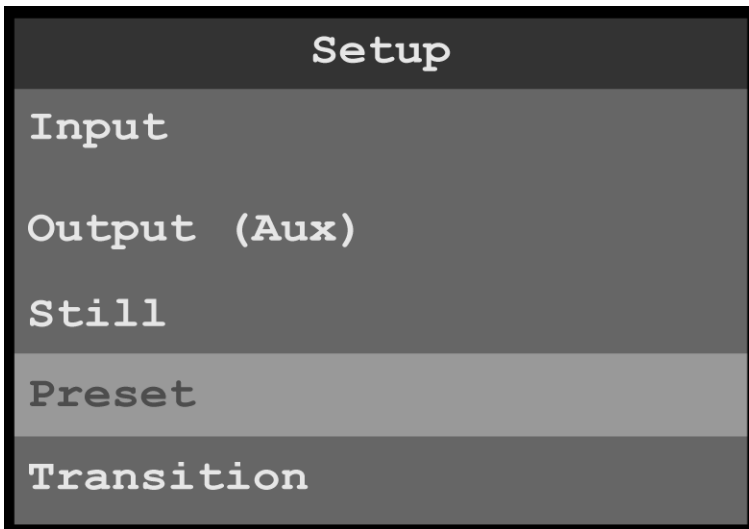 Setup
Input
Output (Aux)
Still
Preset
Transition